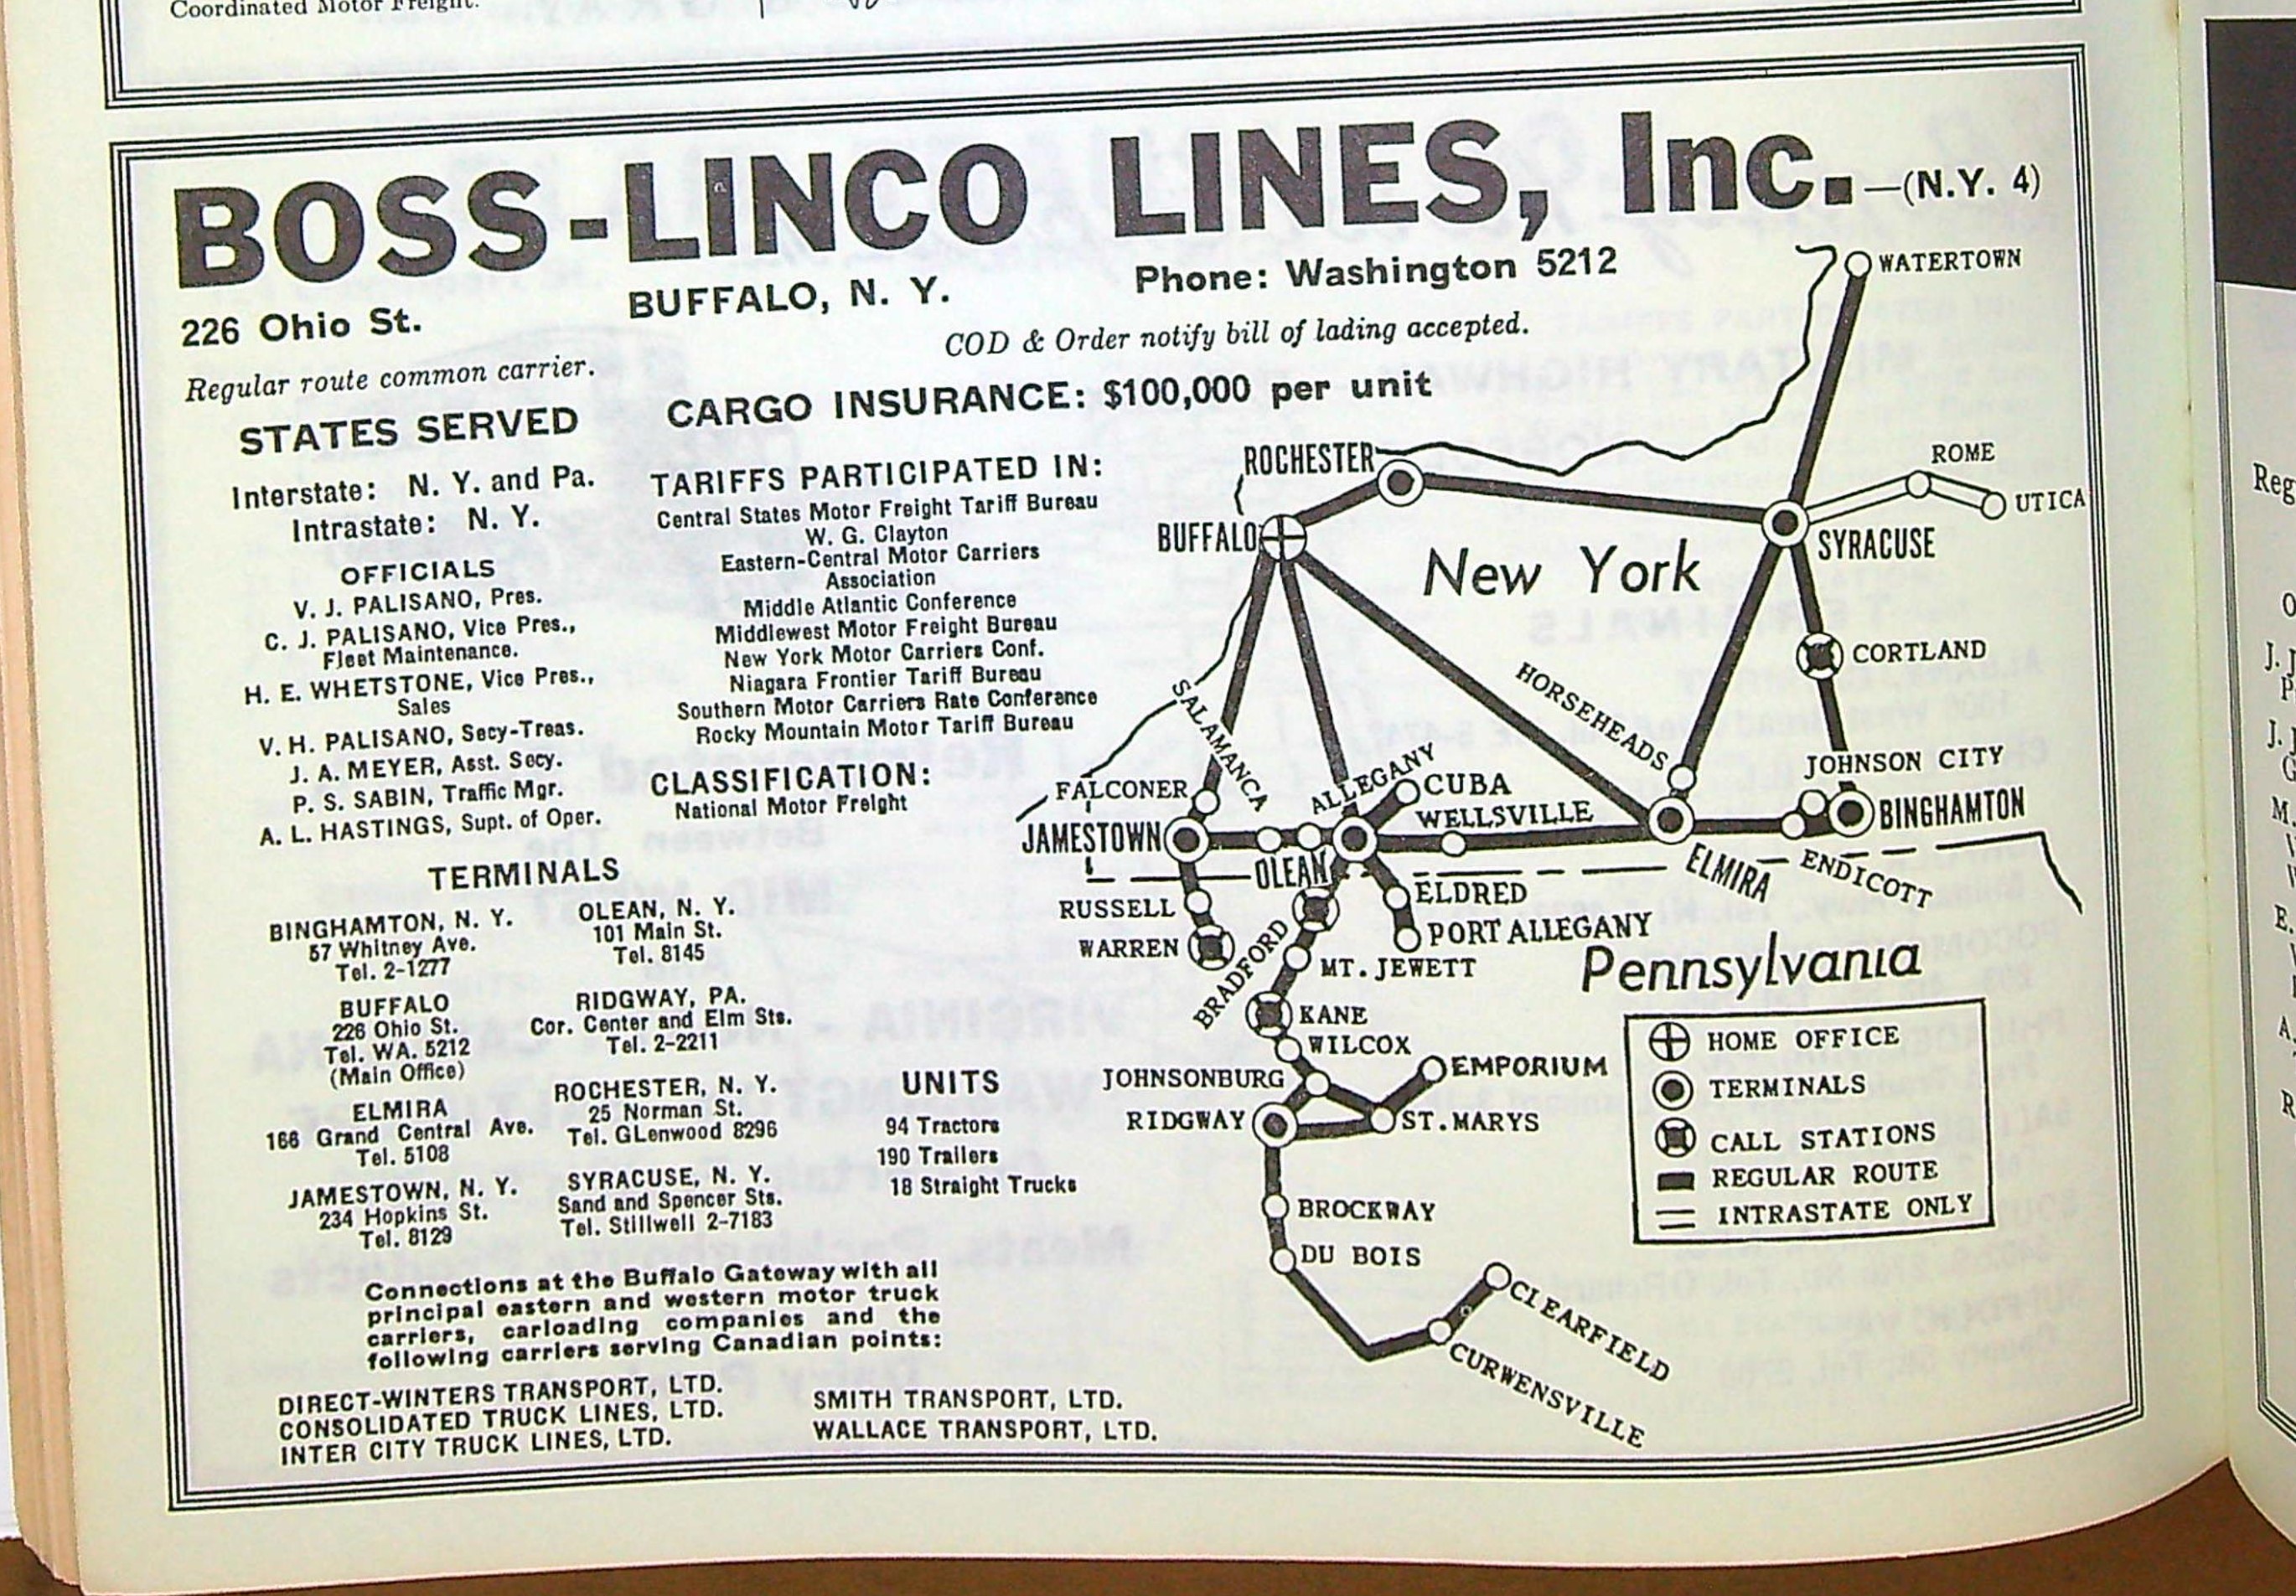 Coordinated Motor Freight.
BOSS-LINCO LINES, Inc.—(N.Y. 4)
226 Ohio St.
BUFFALO, N. Y.
Phone: Washington 5212
Regular route common carrier.
COD & Order notify bill of lading accepted.
STATES SERVED
Interstate: N. Y. and Pa.
Intrastate: N. Y.
OFFICIALS
V. J. PALISANO, Pres.
C. J. PALISANO, Vice Pres.,
Fleet Maintenance.
H. E. WHETSTONE, Vice Pres.,
Sales
V. H. PALISANO, Secy-Treas.
J. A. MEYER, Asst. Secy.
P. S. SABIN, Traffic Mgr.
A. L. HASTINGS, Supt. of Oper.
CARGO INSURANCE: $100,000 per unit
TARIFFS PARTICIPATED IN:
Central States Motor Freight Tariff Bureau
W. G. Clayton
Eastern-Central Motor Carriers
Association
Middle Atlantic Conference
Middlewest Motor Freight Bureau
New York Motor Carriers Conf.
Niagara Frontier Tariff Bureau
Southern Motor Carriers Rate Conference
Rocky Mountain Motor Tariff Bureau
CLASSIFICATION:
National Motor Freight
TERMINALS
BINGHAMTON, N. Y.
57 Whitney Ave.
Tel. 2-1277
BUFFALO
226 Ohio St.
Tel. WA. 5212
(Main Office)
ELMIRA
166 Grand Central Ave.
Tel. 5108
JAMESTOWN, N. Y.
234 Hopkins St.
Tel. 8129
OLEAN, N. Y.
101 Main St.
Tel. 8145
RIDGWAY, PA.
Cor. Center and Elm Sts.
Tel. 2-2211
ROCHESTER, N. Y.
25 Norman St.
Tel. GLenwood 8296
SYRACUSE, N. Y.
Sand and Spencer Sts.
Tel. Stillwell 2-7183
UNITS
94 Tractors
190 Trailers
18 Straight Trucks
Connections at the Buffalo Gateway with all
principal eastern and western motor truck
carriers, carloading companies and the
following carriers serving Canadian points:
DIRECT-WINTERS TRANSPORT, LTD.
CONSOLIDATED TRUCK LINES, LTD.
INTER CITY TRUCK LINES, LTD.
SMITH TRANSPORT, LTD.
WALLACE TRANSPORT, LTD.
WATERTOWN
ROCHESTER
ROME
UTICA
BUFFALO
SYRACUSE
New York
CORTLAND
HORSEHEADS
SALAMANCA
ALLEGANY
JOHNSON CITY
FALCONER
CUBA
WELLSVILLE
BINGHAMTON
JAMESTOWN
OLEAN
ELMIRA
ENDICOTT
RUSSELL
ELDRED
WARREN
BRADFORD
PORT ALLEGANY
MT. JEWETT
Pennsylvania
KANE
WILCOX
JOHNSONBURG
EMPORIUM
RIDGWAY
ST. MARYS
BROCKWAY
DU BOIS
CLEARFIELD
CURWENSVILLE
HOME OFFICE
TERMINALS
CALL STATIONS
REGULAR ROUTE
INTRASTATE ONLY
Reg